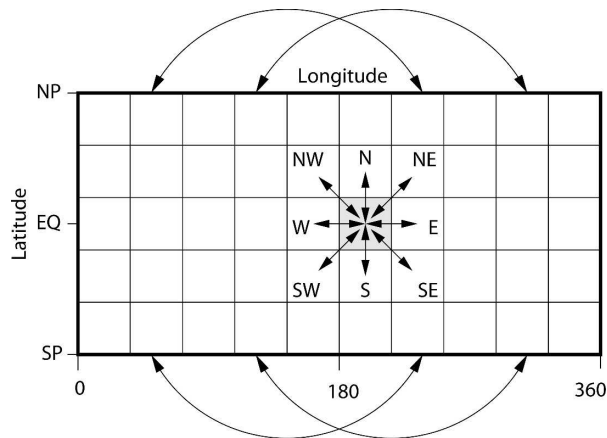 Longitude
NP
NW N NE
Latitude
EQ
W E
SW S SE
SP
0 180 360